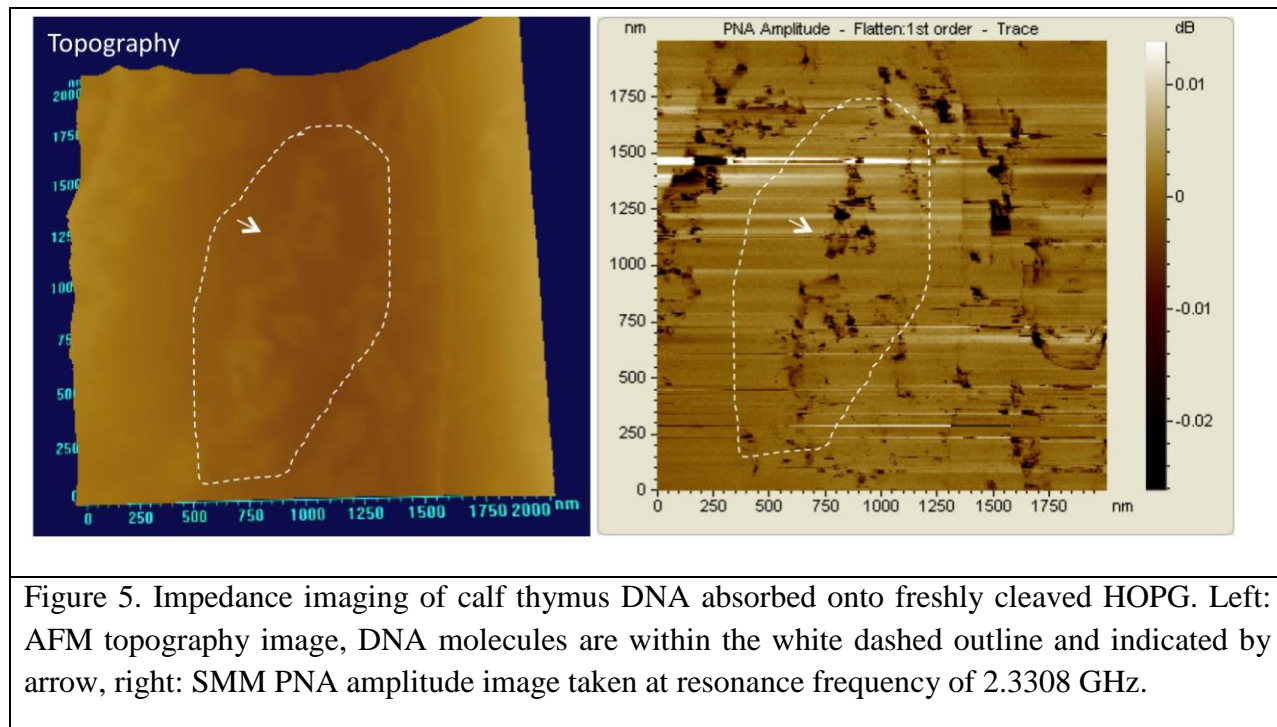 Topography
nm
2000
1750
1500
1250
1000
750
500
250
0
0 250 500 750 1000 1250 1500 1750 2000 nm
nm PNA Amplitude - Flatten:1st order - Trace dB
1750
1500
1250
1000
750
500
250
0
0 250 500 750 1000 1250 1500 1750 nm
0.01
0
-0.01
-0.02
Figure 5. Impedance imaging of calf thymus DNA absorbed onto freshly cleaved HOPG. Left:
AFM topography image, DNA molecules are within the white dashed outline and indicated by
arrow, right: SMM PNA amplitude image taken at resonance frequency of 2.3308 GHz.